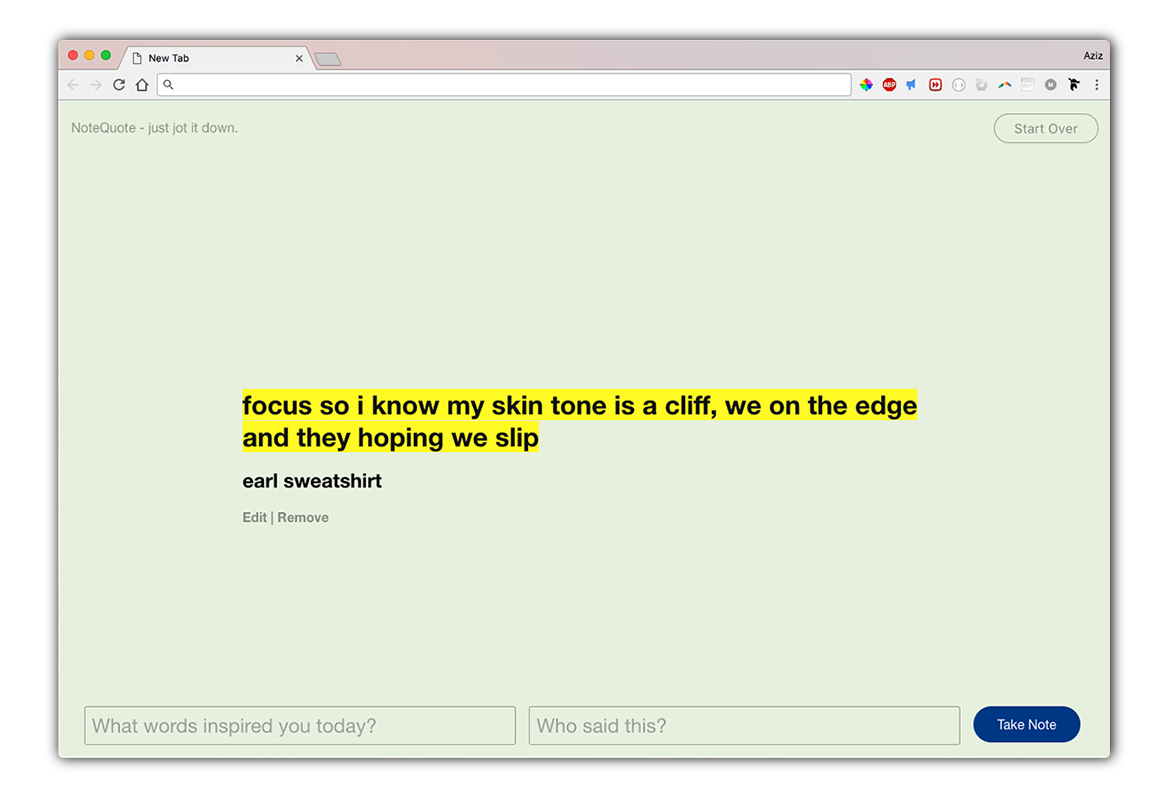 New Tab
Aziz
ABP
NoteQuote - just jot it down.
Start Over
focus so i know my skin tone is a cliff, we on the edge
and they hoping we slip
earl sweatshirt
Edit | Remove
What words inspired you today?
Who said this?
Take Note